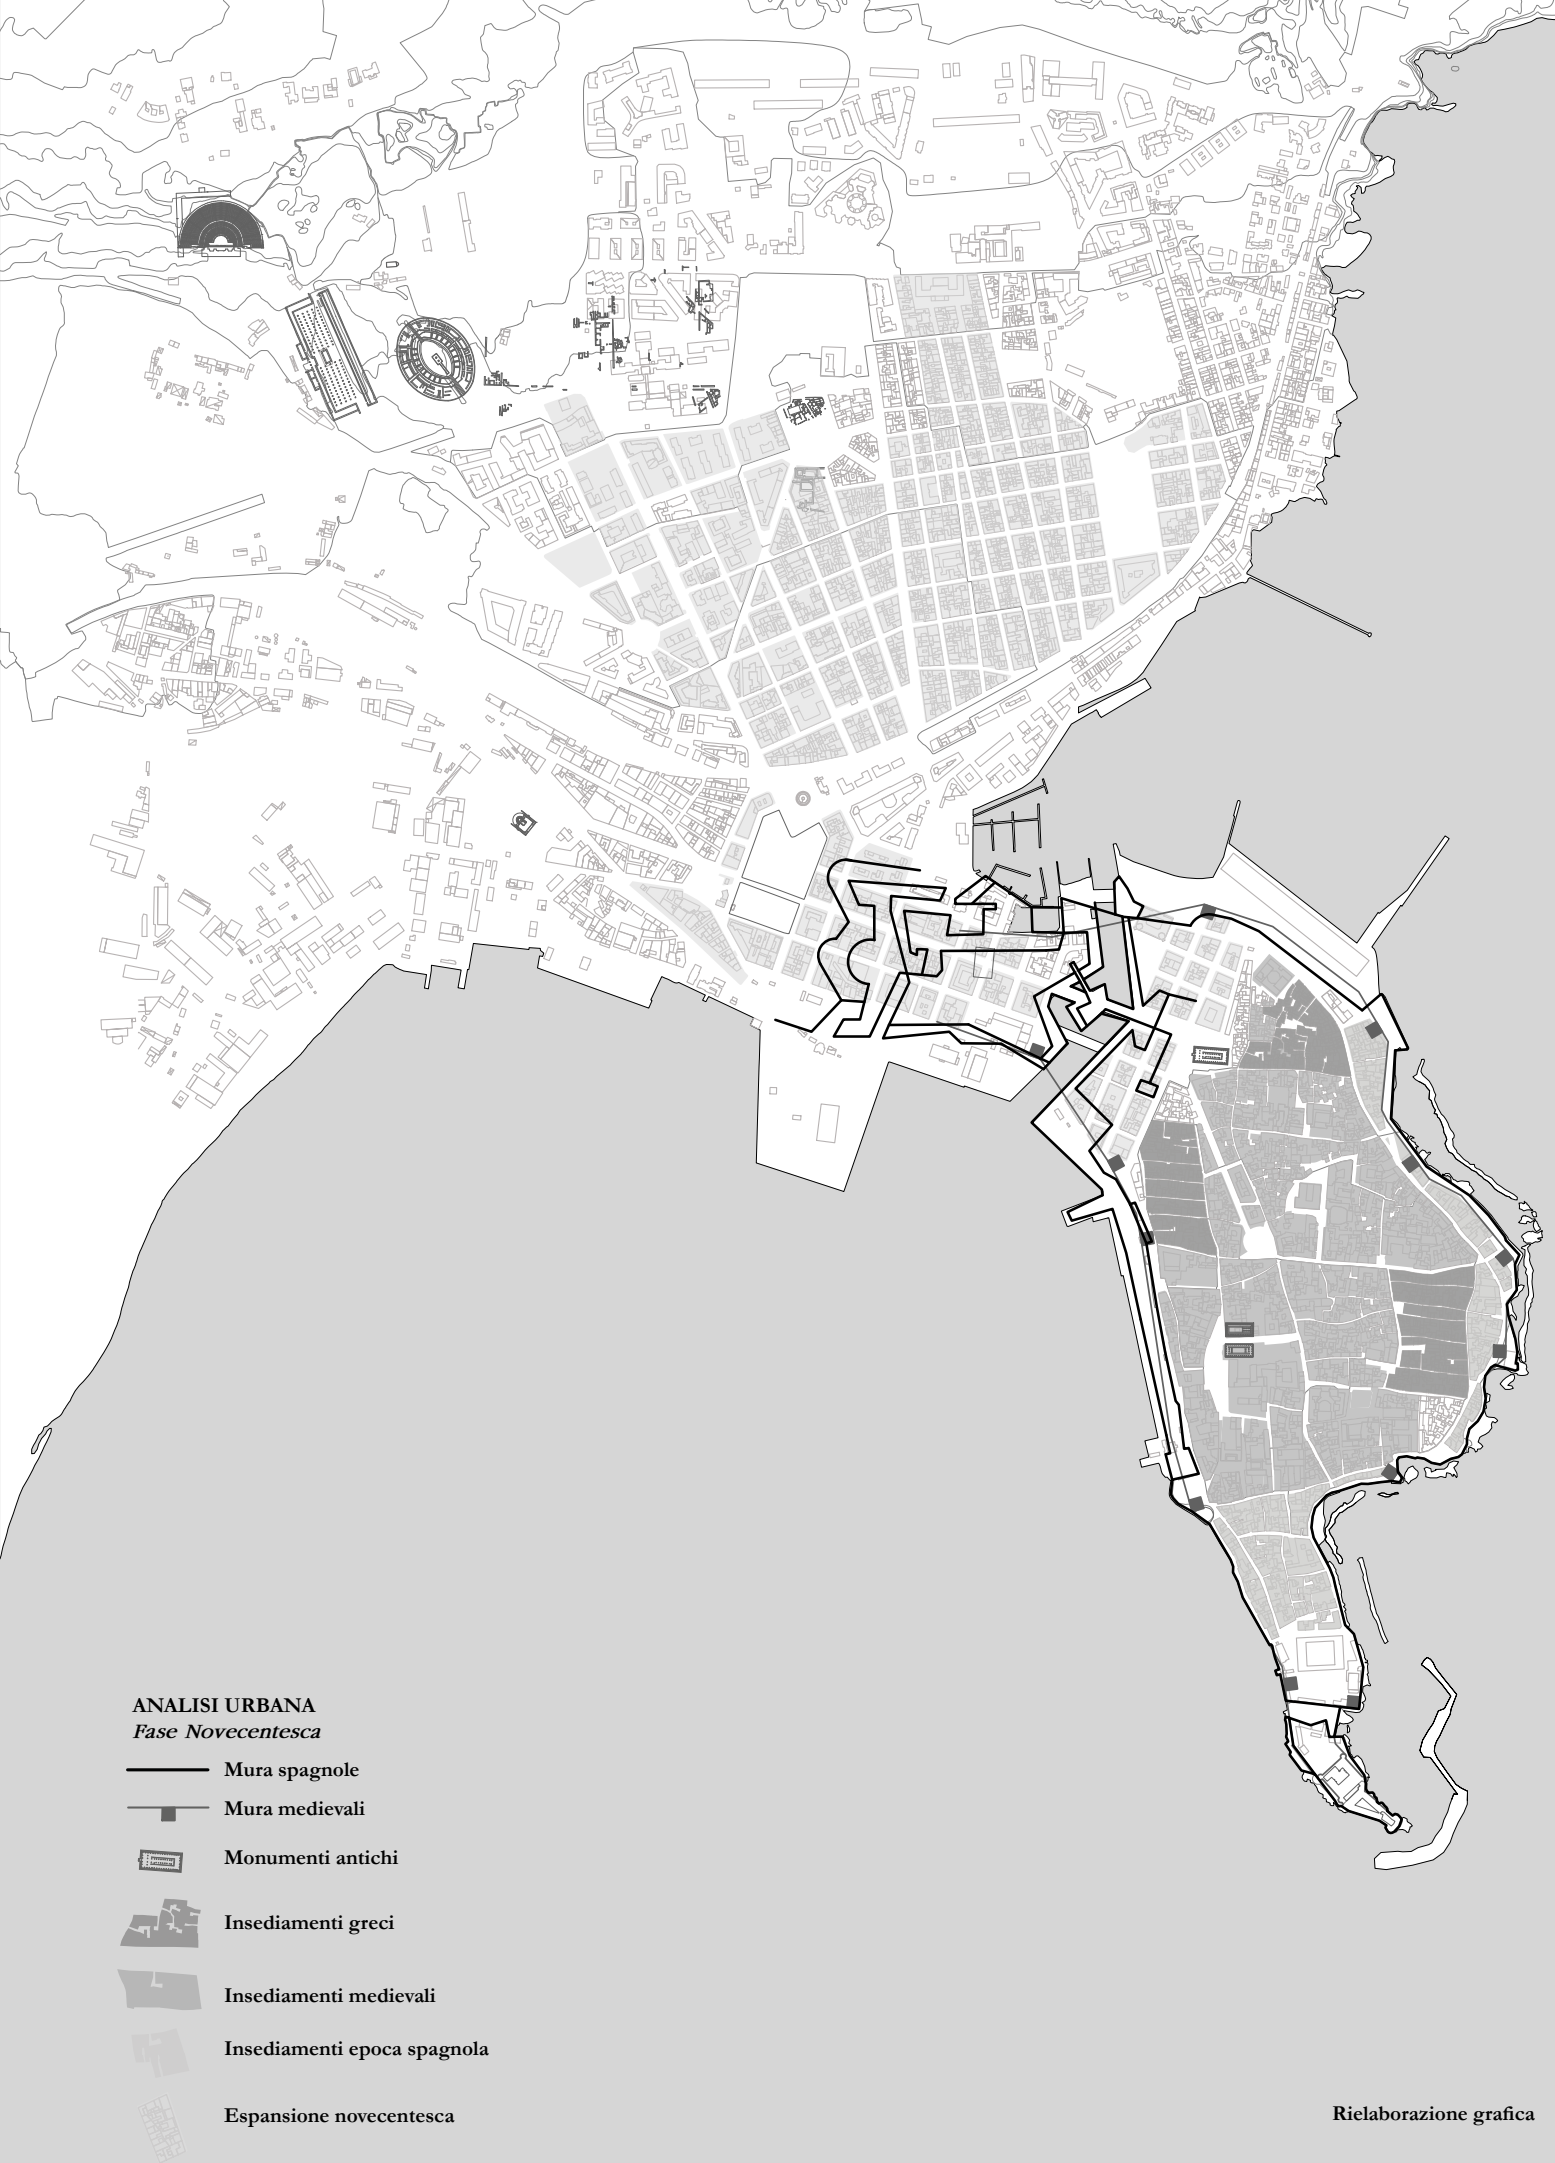 ANALISI URBANA
Fase Novecentesca
Mura spagnole
Mura medievali
Monumenti antichi
Insediamenti greci
Insediamenti medievali
Insediamenti epoca spagnola
Espansione novecentesca
Rielaborazione grafica